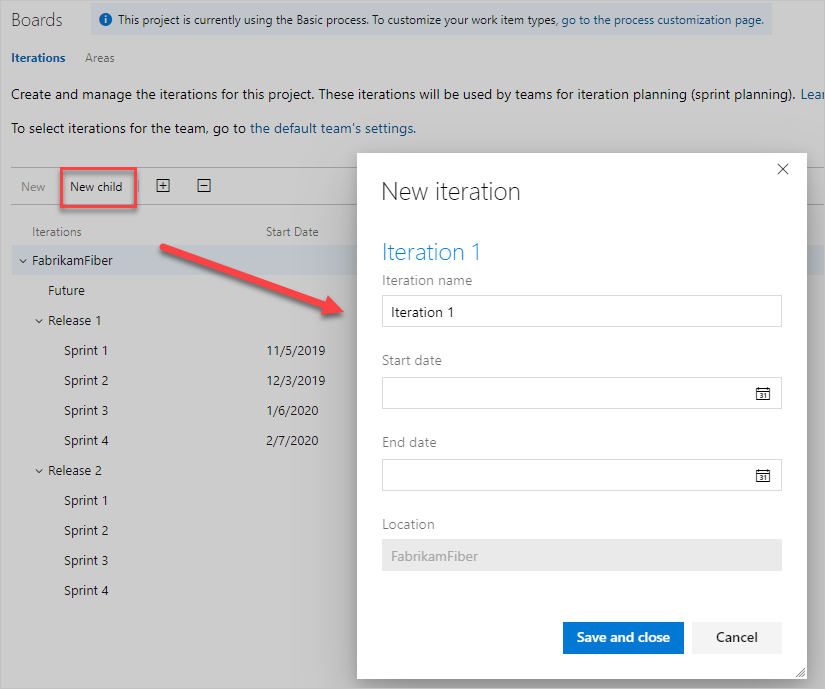 Boards
This project is currently using the Basic process. To customize your work item types, go to the process customization page.
Iterations Areas
Create and manage the iterations for this project. These iterations will be used by teams for iteration planning (sprint planning). Lear
To select iterations for the team, go to the default team's settings.
New New child
Iterations Start Date
FabrikamFiber
Future
Release 1
Sprint 1 11/5/2019
Sprint 2 12/3/2019
Sprint 3 1/6/2020
Sprint 4 2/7/2020
Release 2
Sprint 1
Sprint 2
Sprint 3
Sprint 4
New iteration
Iteration 1
Iteration name
Iteration 1
Start date
31
End date
31
Location
FabrikamFiber
Save and close Cancel